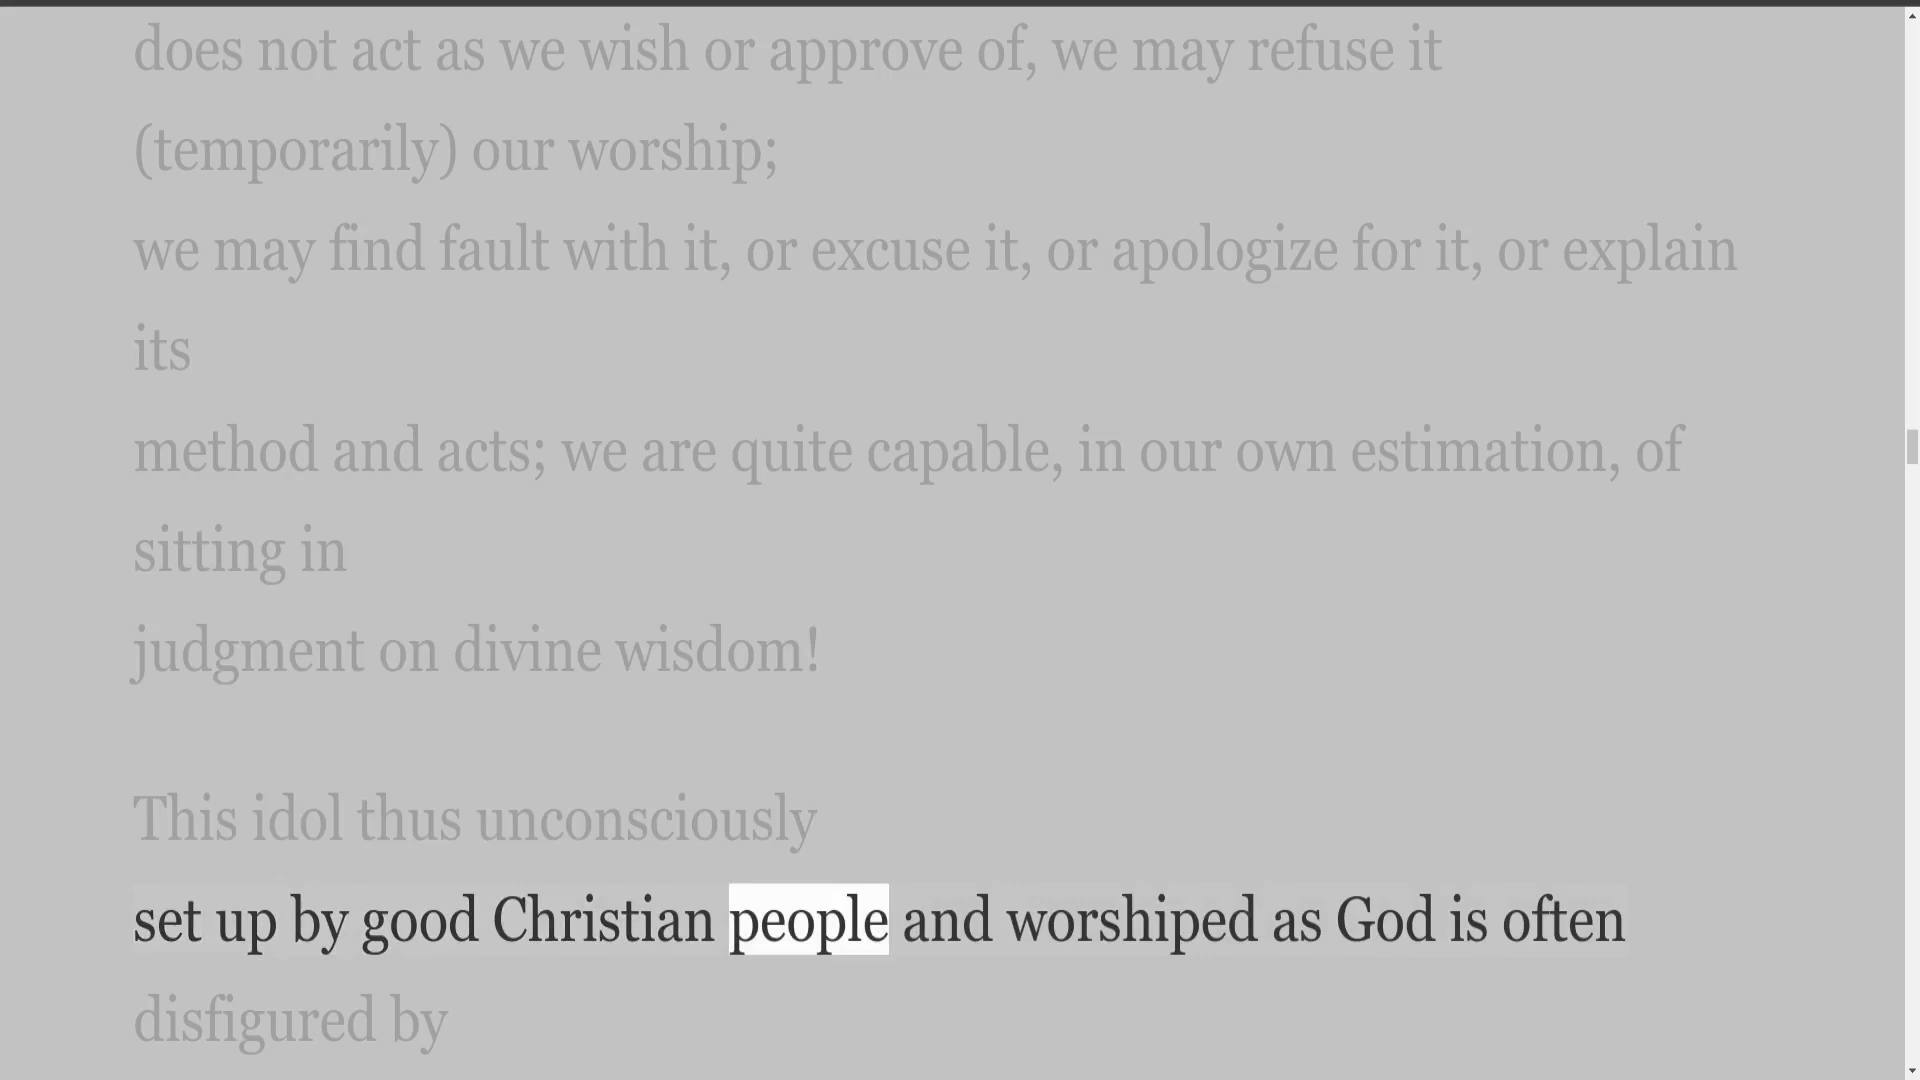 does not act as we wish or approve of, we may refuse it
(temporarily) our worship;
we may find fault with it, or excuse it, or apologize for it, or explain
its
method and acts; we are quite capable, in our own estimation, of
sitting in
judgment on divine wisdom!
This idol thus unconsciously
set up by good Christian people and worshiped as God is often
disfigured by